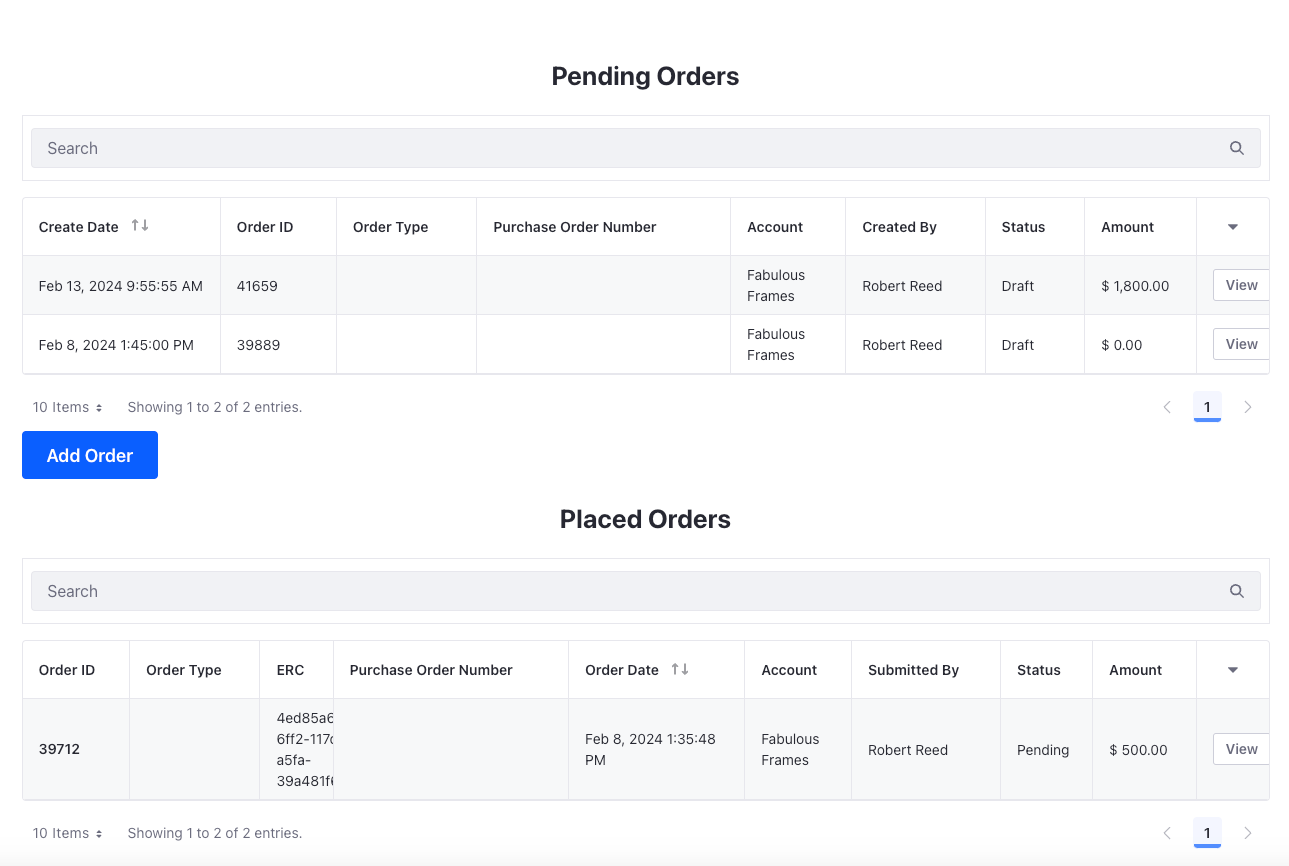 Pending Orders
Search
Create Date Order ID Order Type Purchase Order Number Account Created By Status Amount
Feb 13, 2024 9:55:55 AM 41659 Fabulous Frames Robert Reed Draft $ 1,800.00 View
Feb 8, 2024 1:45:00 PM 39889 Fabulous Frames Robert Reed Draft $ 0.00 View
10 Items Showing 1 to 2 of 2 entries. 1
Add Order
Placed Orders
Search
Order ID Order Type ERC Purchase Order Number Order Date Account Submitted By Status Amount
39712 4ed85a6 6ff2-117 a5fa- 39a481f Feb 8, 2024 1:35:48 PM Fabulous Frames Robert Reed Pending $ 500.00 View
10 Items Showing 1 to 2 of 2 entries. 1